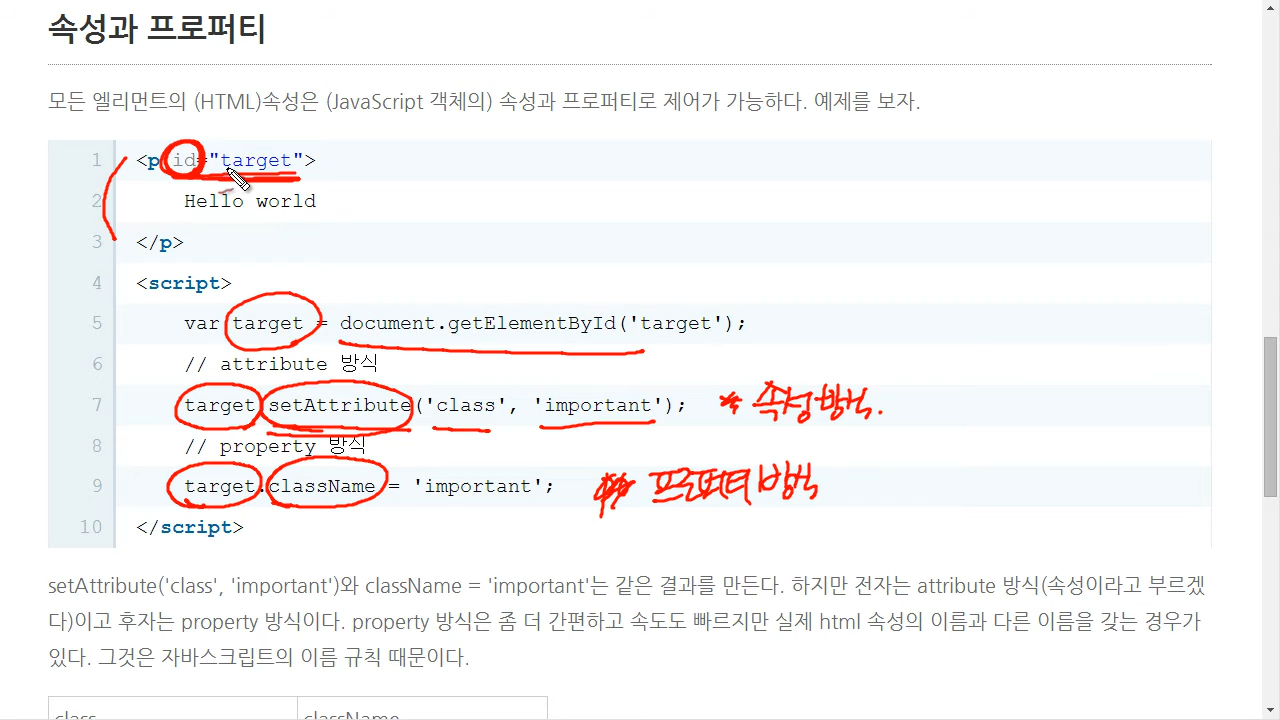 속성과 프로퍼티
모든 엘리먼트의 (HTML)속성은 (JavaScript 객체의) 속성과 프로퍼티로 제어가 가능하다. 예제를 보자.
1 <p id="target">
2 Hello world
3 </p>
4 <script>
5 var target = document.getElementById('target');
6 // attribute 방식
7 target.setAttribute('class', 'important'); * 속성방식.
8 // property 방식
9 target.className = 'important'; 프로퍼티방식
10 </script>
setAttribute('class', 'important')와 className = 'important'는 같은 결과를 만든다. 하지만 전자는 attribute 방식(속성이라고 부르겠
다)이고 후자는 property 방식이다. property 방식은 좀 더 간편하고 속도도 빠르지만 실제 html 속성의 이름과 다른 이름을 갖는 경우가
있다. 그것은 자바스크립트의 이름 규칙 때문이다.
class className